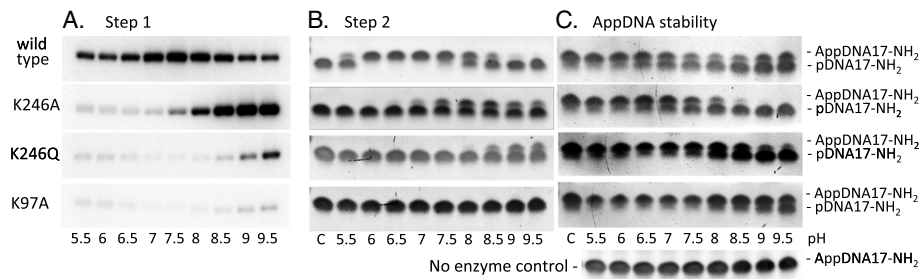 A. Step 1 B. Step 2 C. AppDNA stability
wild type
- AppDNA17-NH2
- pDNA17-NH2
K246A
- AppDNA17-NH2
- pDNA17-NH2
K246Q
- AppDNA17-NH2
- pDNA17-NH2
K97A
- AppDNA17-NH2
- pDNA17-NH2
5.5 6 6.5 7 7.5 8 8.5 9 9.5 C 5.5 6 6.5 7 7.5 8 8.5 9 9.5 C 5.5 6 6.5 7 7.5 8 8.5 9 9.5 pH
No enzyme control - - AppDNA17-NH2